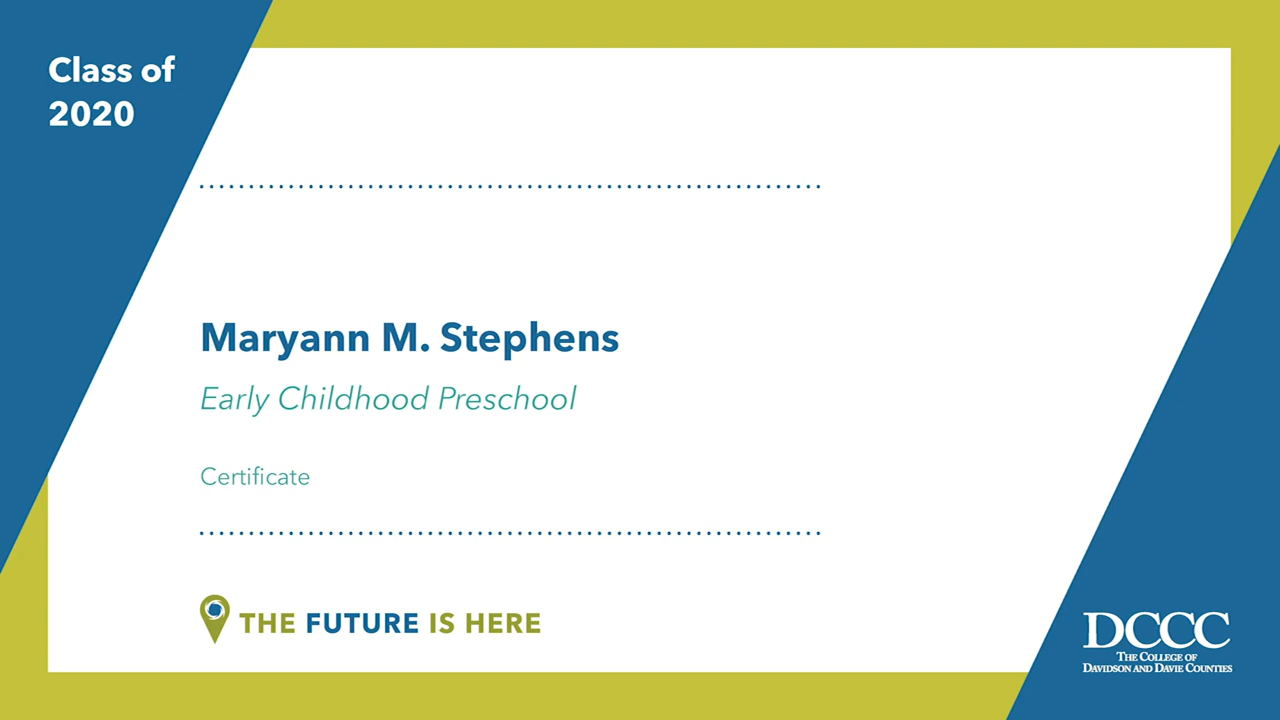 Class of
2020
Maryann M. Stephens
Early Childhood Preschool
Certificate
THE FUTURE IS HERE
DCCC
THE COLLEGE OF
DAVIDSON AND DAVIE COUNTIES